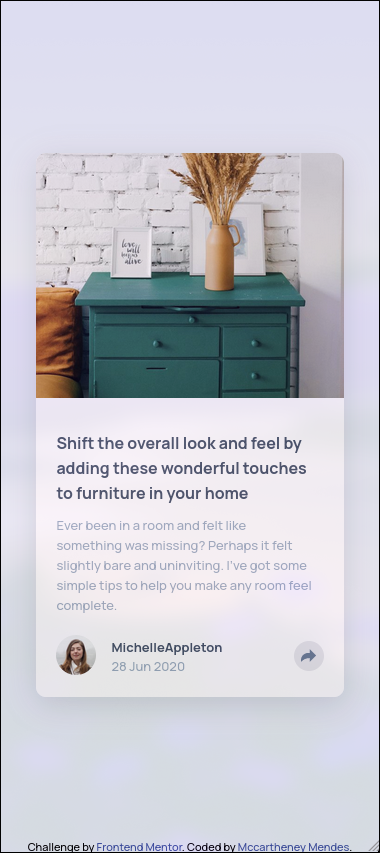 love
will
keep us
alive
Shift the overall look and feel by
adding these wonderful touches
to furniture in your home
Ever been in a room and felt like
something was missing? Perhaps it felt
slightly bare and uninviting. I've got some
simple tips to help you make any room feel
complete.
MichelleAppleton
28 Jun 2020
Challenge by Frontend Mentor. Coded by Mccartheney Mendes.